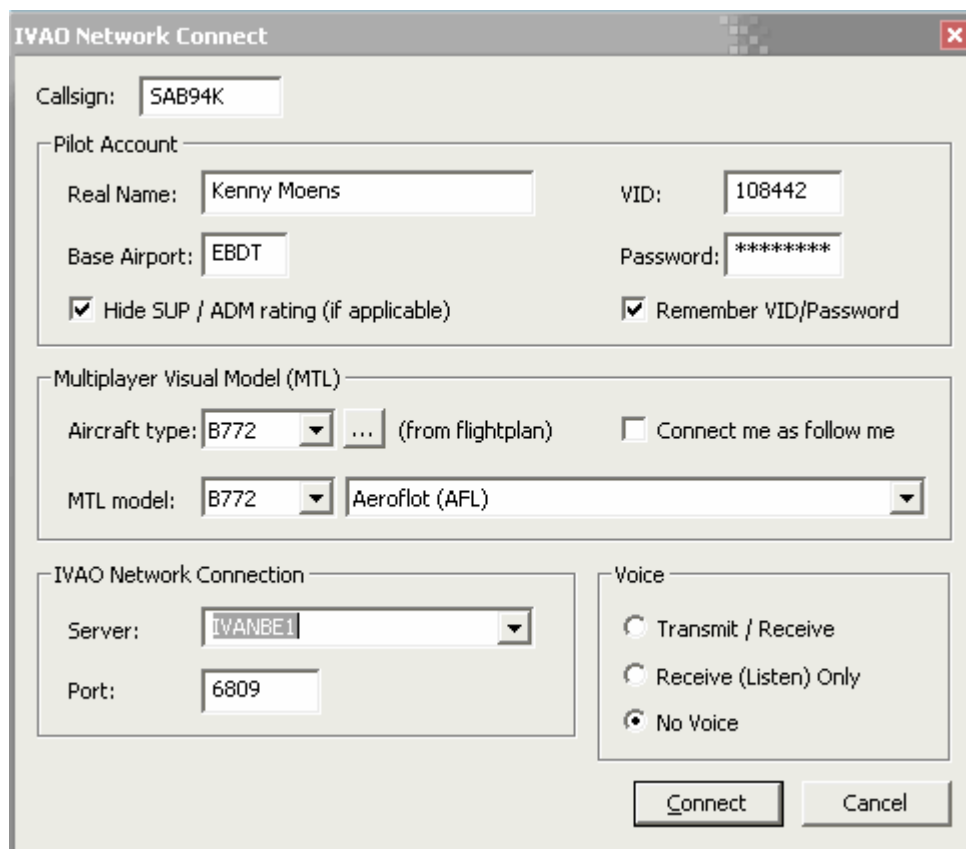 IVAO Network Connect
Callsign: SAB94K
Pilot Account
Real Name: Kenny Moens VID: 108442
Base Airport: EBDT Password: ********
Hide SUP / ADM rating (if applicable) Remember VID/Password
Multiplayer Visual Model (MTL)
Aircraft type: B772 ... (from flightplan) Connect me as follow me
MTL model: B772 Aeroflot (AFL)
IVAO Network Connection Voice
Server: IVANBE1 Transmit / Receive
Receive (Listen) Only
Port: 6809
No Voice
Connect Cancel